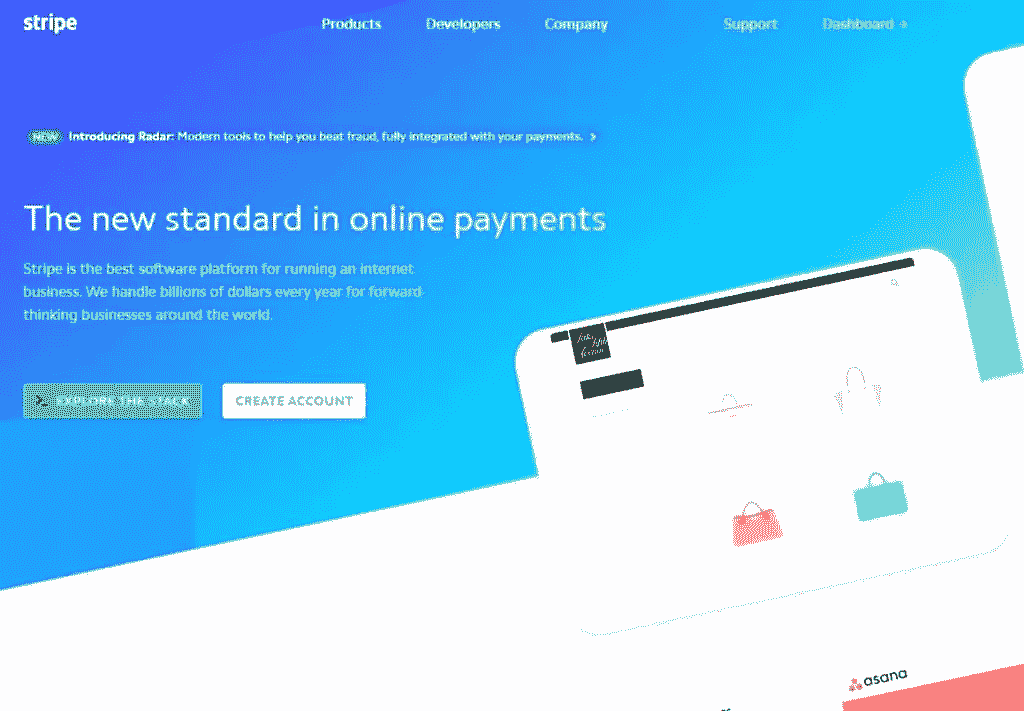 stripe
Products Developers Company Support Dashboard →
NEW Introducing Radar: Modern tools to help you beat fraud, fully integrated with your payments. ›
The new standard in online payments
Stripe is the best software platform for running an internet
business. We handle billions of dollars every year for forward-
thinking businesses around the world.
EXPLORE THE STACK CREATE ACCOUNT
asana